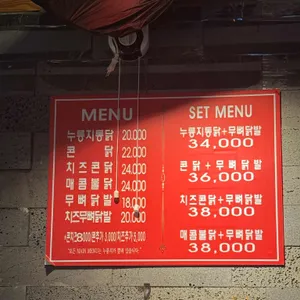 MENU
누룽지통닭 20.000
콘 닭 22.000
치즈콘닭 24.000
매콤불닭 24.000
무뼈닭발 18.000
치즈무뼈닭발 20.000
SET MENU
누룽지통닭+무뼈닭발
34,000
콘 닭+무뼈닭발
36,000
치즈콘닭+무뼈닭발
38,000
매콤불닭+무뼈닭발
38,000